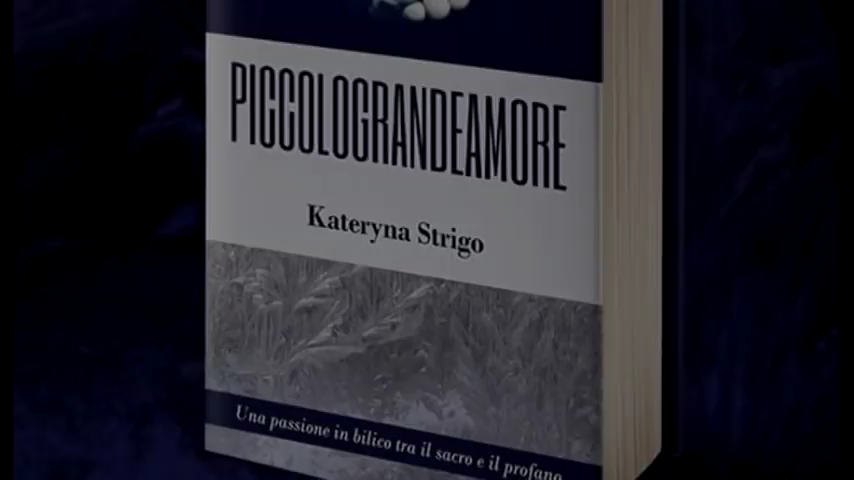 PICCOLOGRANDEAMORE
Kateryna Strigo
Una passione in bilico tra il sacro e il profano